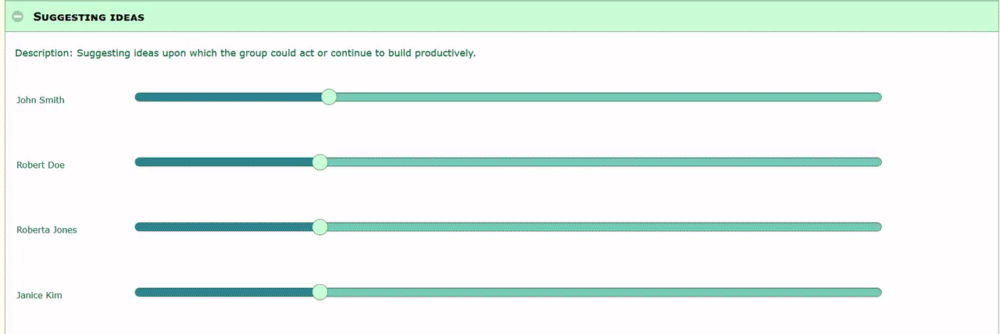 Suggesting ideas
Description: Suggesting ideas upon which the group could act or continue to build productively.
John Smith
Robert Doe
Roberta Jones
Janice Kim